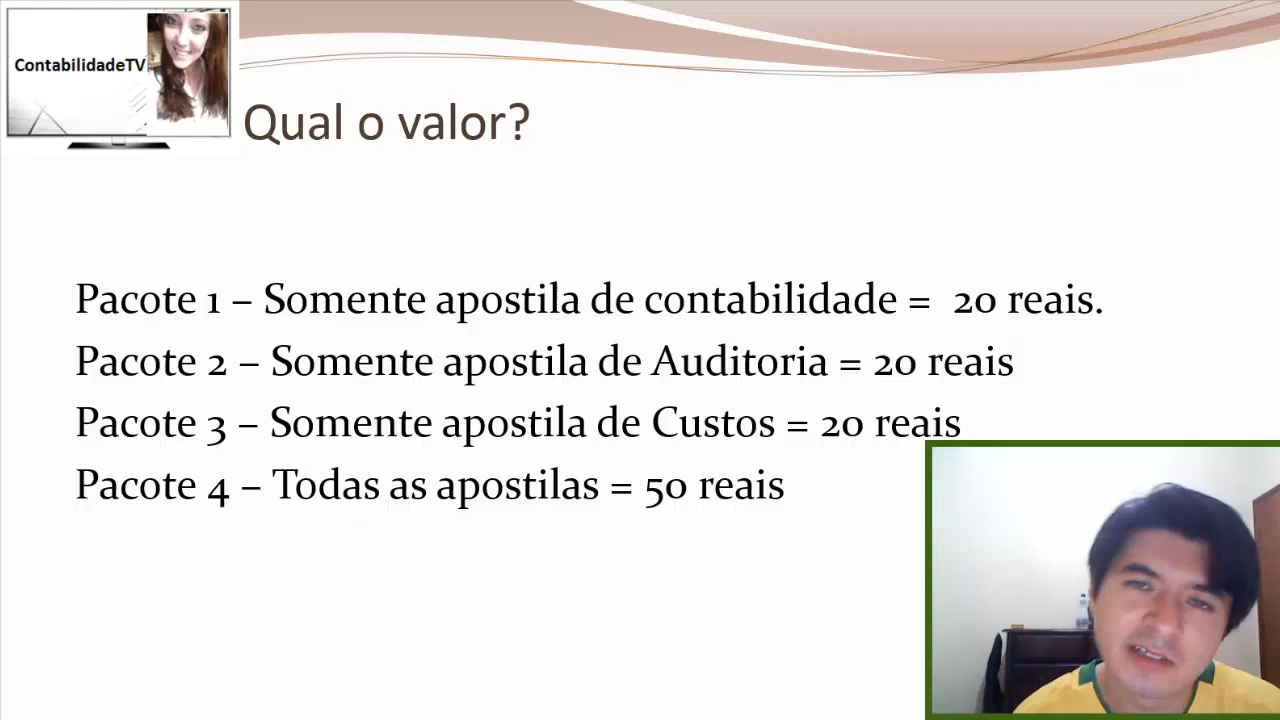 ContabilidadeTV
Qual o valor?
Pacote 1 – Somente apostila de contabilidade = 20 reais.
Pacote 2 – Somente apostila de Auditoria = 20 reais
Pacote 3 – Somente apostila de Custos = 20 reais
Pacote 4 – Todas as apostilas = 50 reais